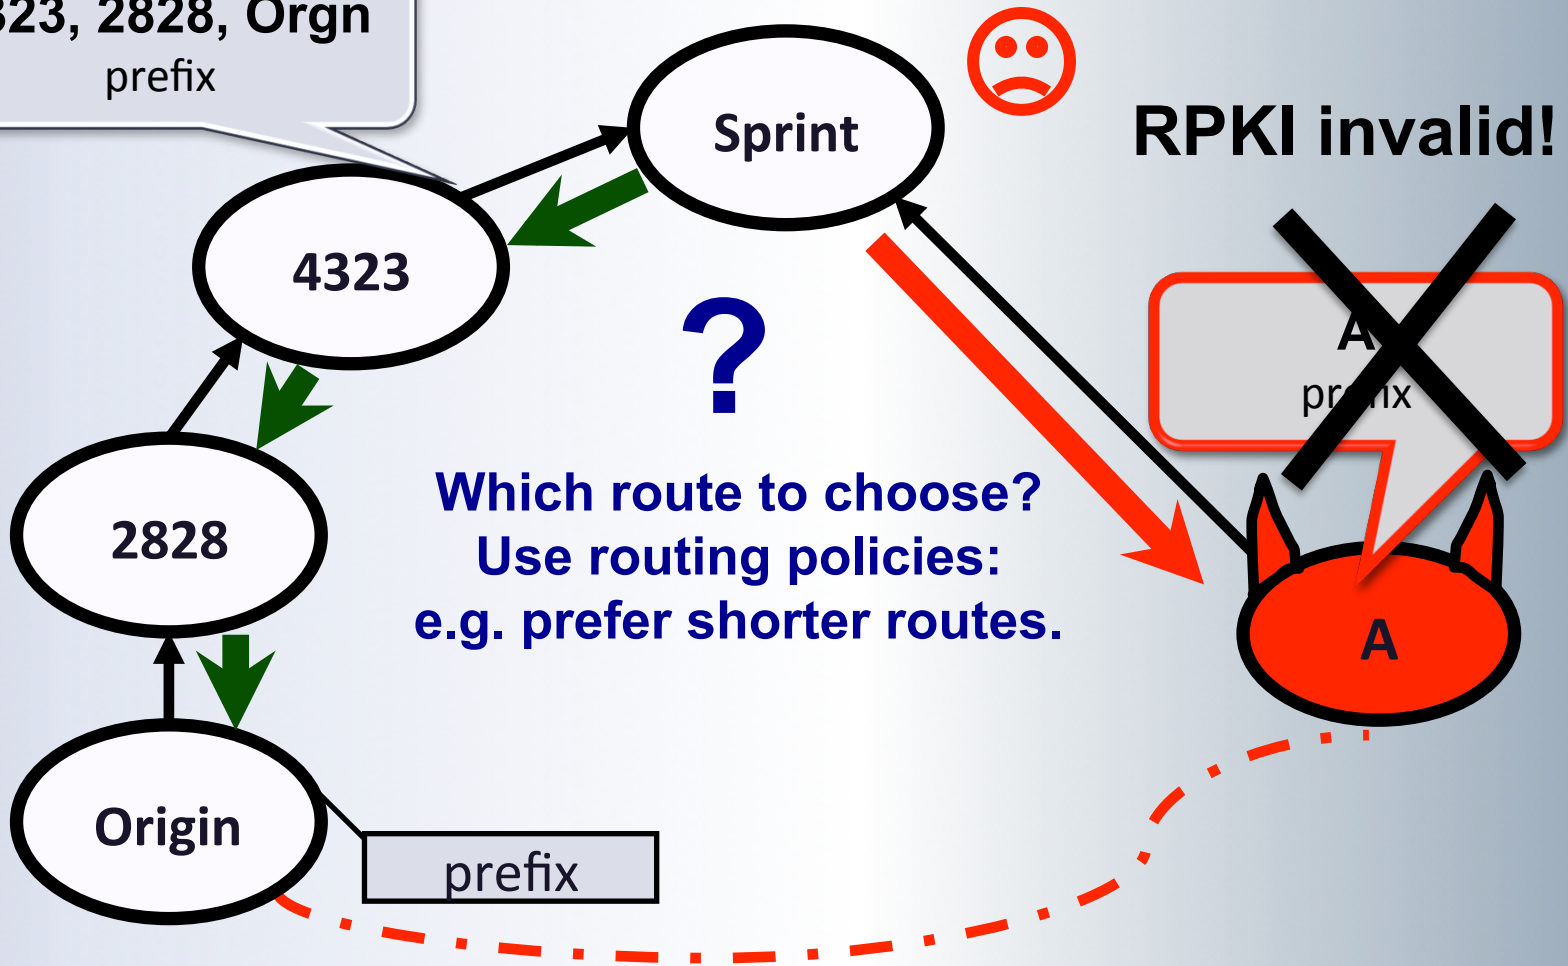 323, 2828, Orgn
prefix
Sprint
RPKI invalid!
4323
?
A
prefix
Which route to choose?
Use routing policies:
e.g. prefer shorter routes.
2828
A
Origin
prefix